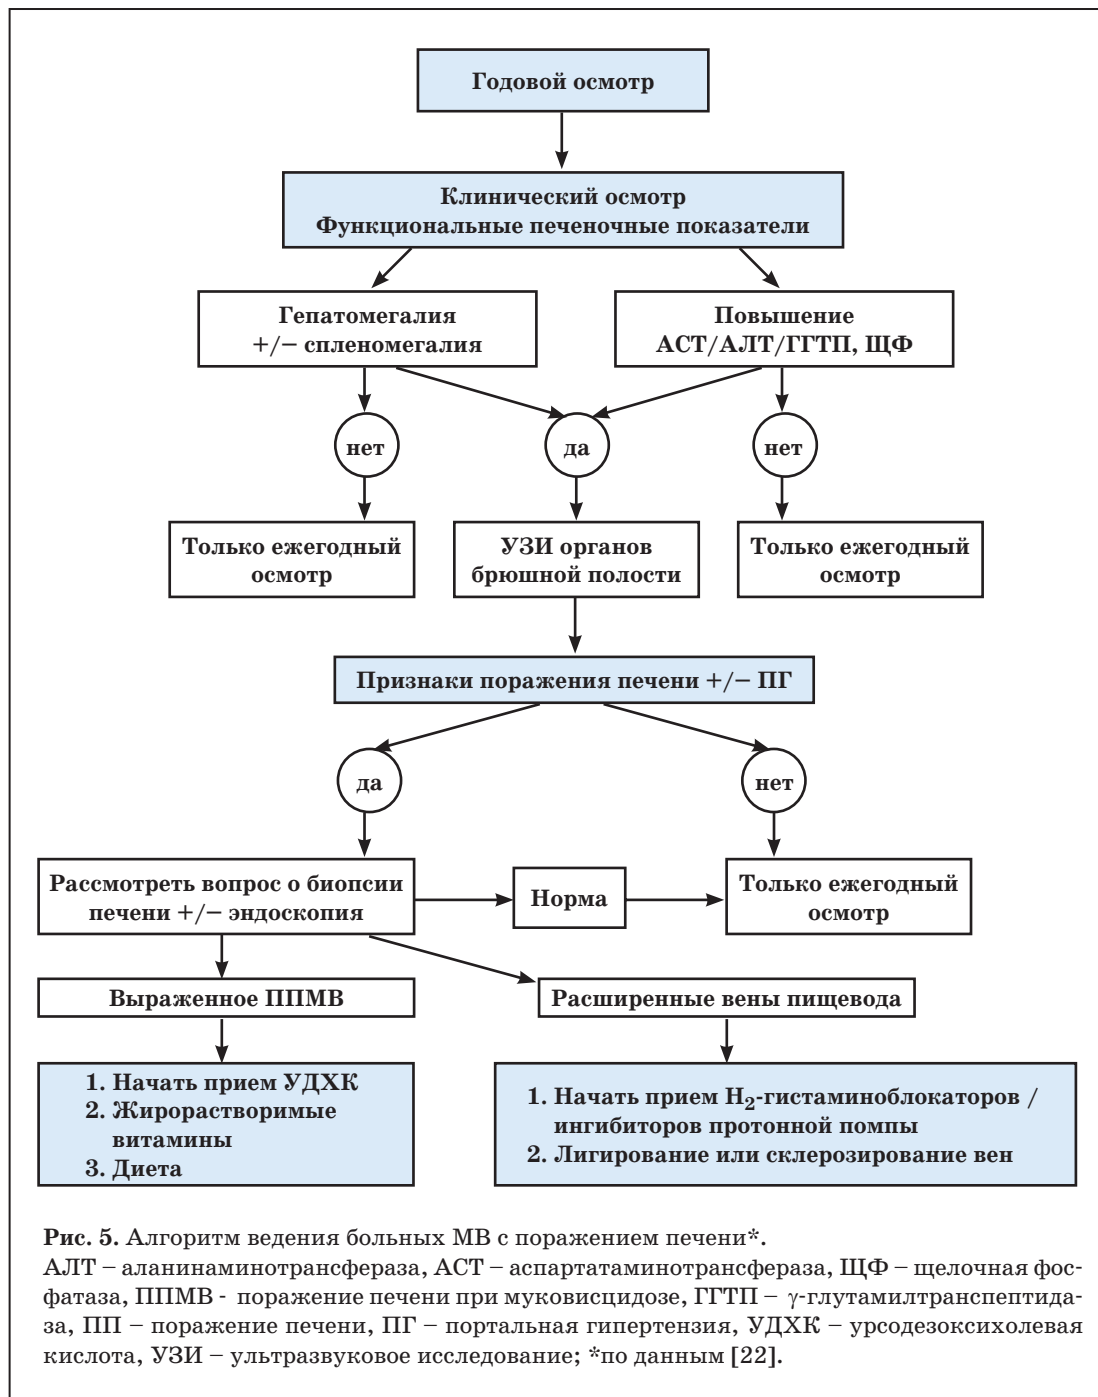 Годовой осмотр
Клинический осмотр
Функциональные печеночные показатели
Гепатомегалия
+/− спленомегалия
Повышение
АСТ/АЛТ/ГГТП, ЩФ
нет
да
нет
Только ежегодный
осмотр
УЗИ органов
брюшной полости
Только ежегодный
осмотр
Признаки поражения печени +/− ПГ
да
нет
Рассмотреть вопрос о биопсии
печени +/− эндоскопия
Норма
Только ежегодный
осмотр
Выраженное ППМВ
Расширенные вены пищевода
1. Начать прием УДХК
2. Жирорастворимые
витамины
3. Диета
1. Начать прием H₂-гистаминоблокаторов /
ингибиторов протонной помпы
2. Лигирование или склерозирование вен
Рис. 5. Алгоритм ведения больных МВ с поражением печени*.
АЛТ – аланинаминотрансфераза, АСТ – аспартатаминотрансфераза, ЩФ – щелочная фос-
фатаза, ППМВ - поражение печени при муковисцидозе, ГГТП – γ-глутамилтранспептида-
за, ПП – поражение печени, ПГ – портальная гипертензия, УДХК – урсодезоксихолевая
кислота, УЗИ – ультразвуковое исследование; *по данным [22].